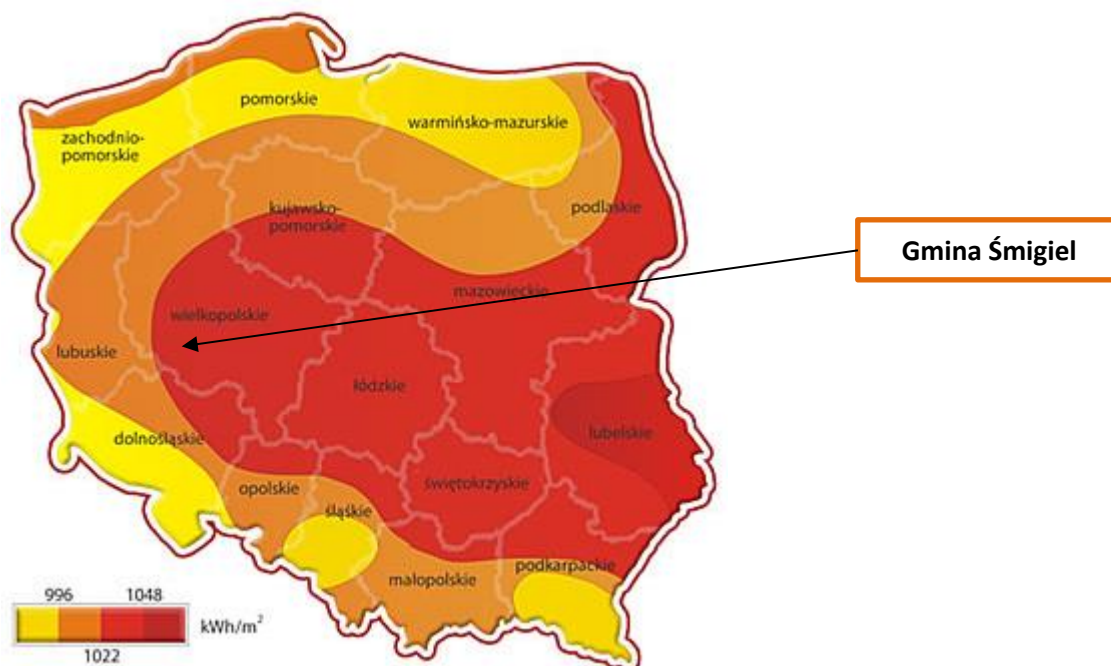 pomorskie
warmińsko-mazurskie
zachodnio-
pomorskie
kujawsko-
pomorskie
podlaskie
Gmina Śmigiel
mazowieckie
wielkopolskie
lubuskie
łódzkie
dolnośląskie
lubelskie
opolskie
świętokrzyskie
śląskie
podkarpackie
małopolskie
996 1048
kWh/m²
1022